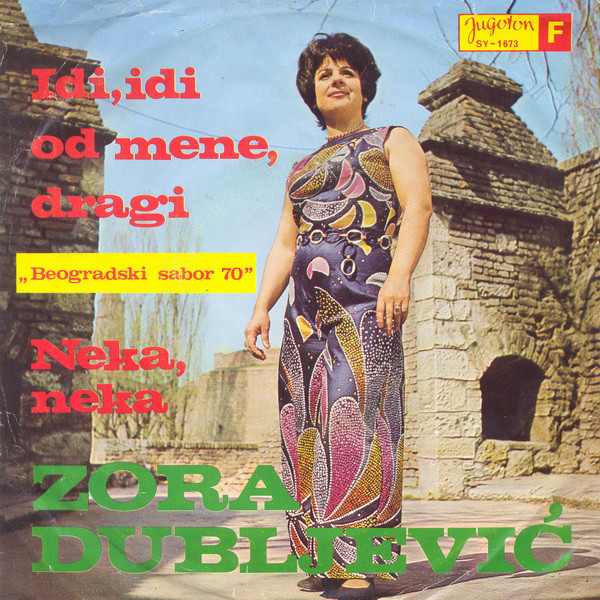 Jugoton
SY-1673
F
Idi, idi
od mene,
dragi
„Beogradski sabor 70”
Neka,
neka
ZORA
DUBLJEVIĆ